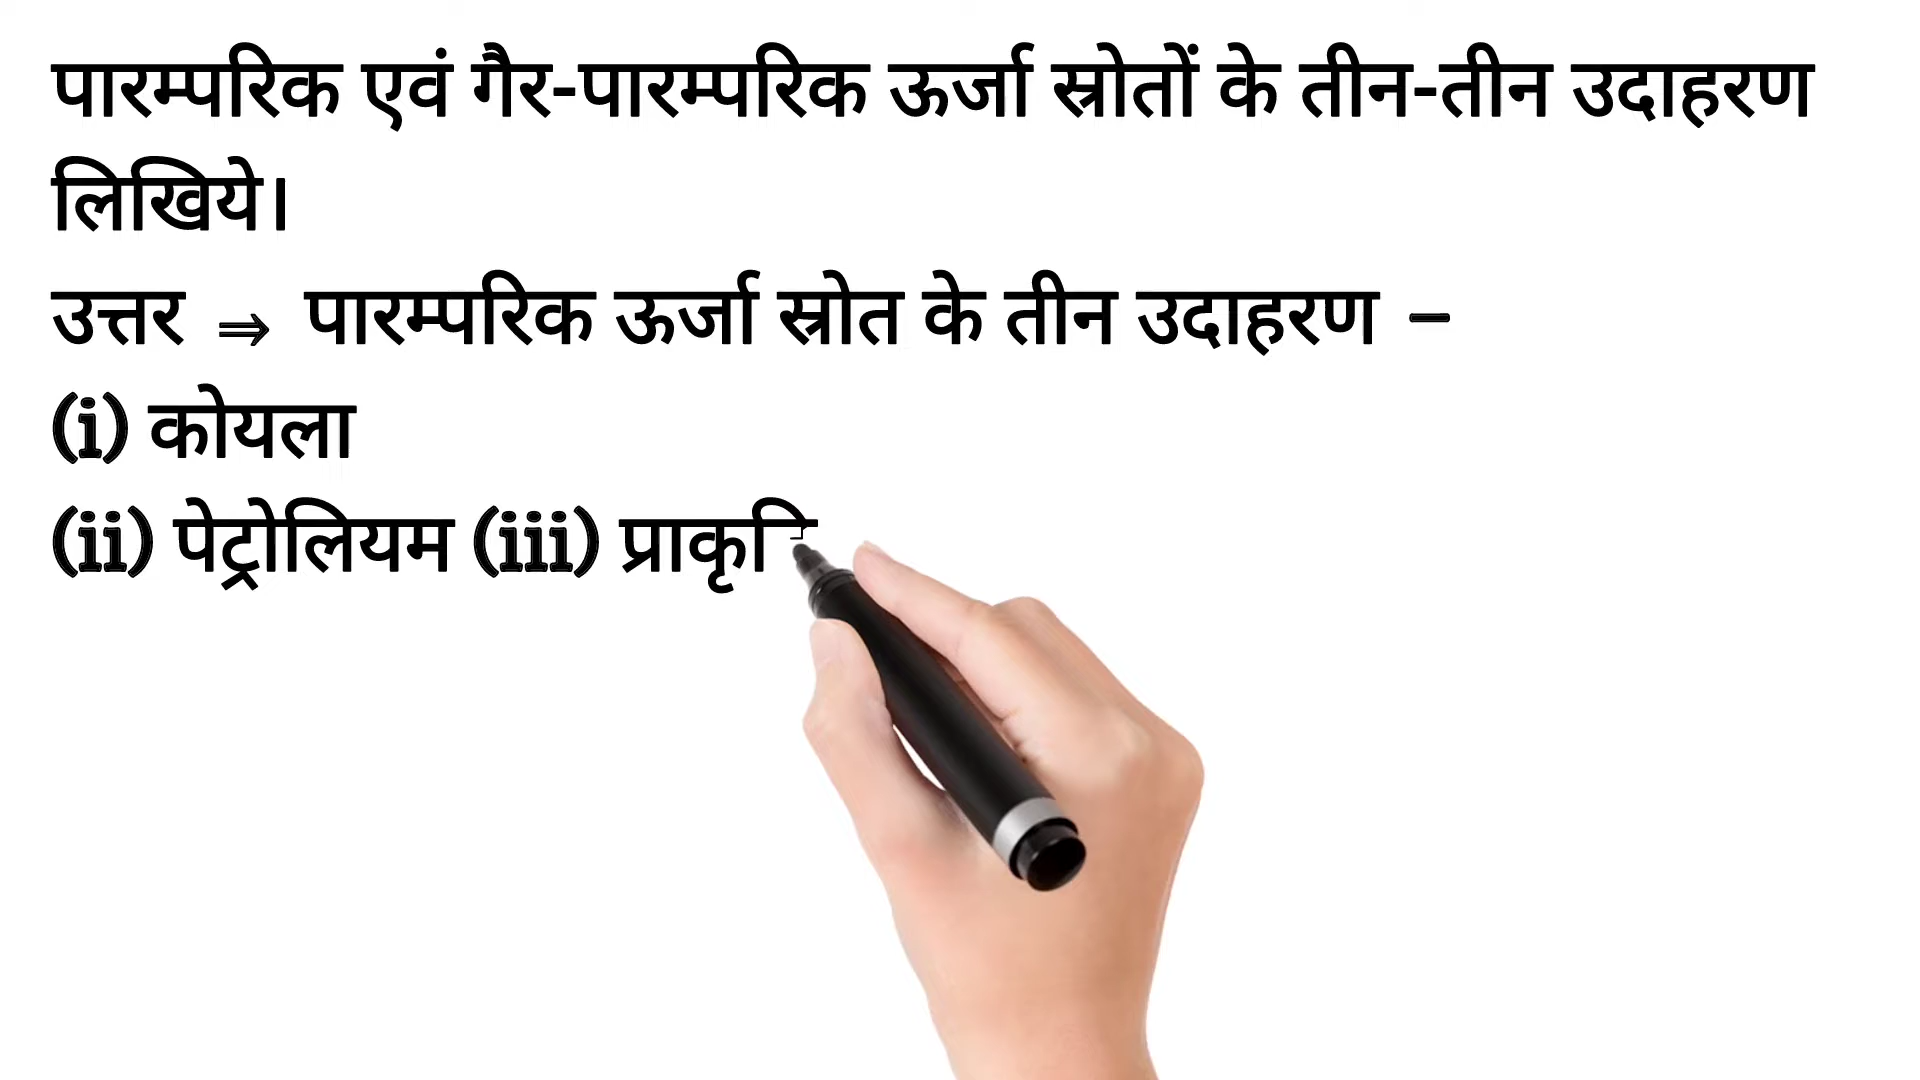 पारम्परिक एवं गैर-पारम्परिक ऊर्जा स्रोतों के तीन-तीन उदाहरण
लिखिये।
उत्तर ⇒ पारम्परिक ऊर्जा स्रोत के तीन उदाहरण –
(i) कोयला
(ii) पेट्रोलियम (iii)